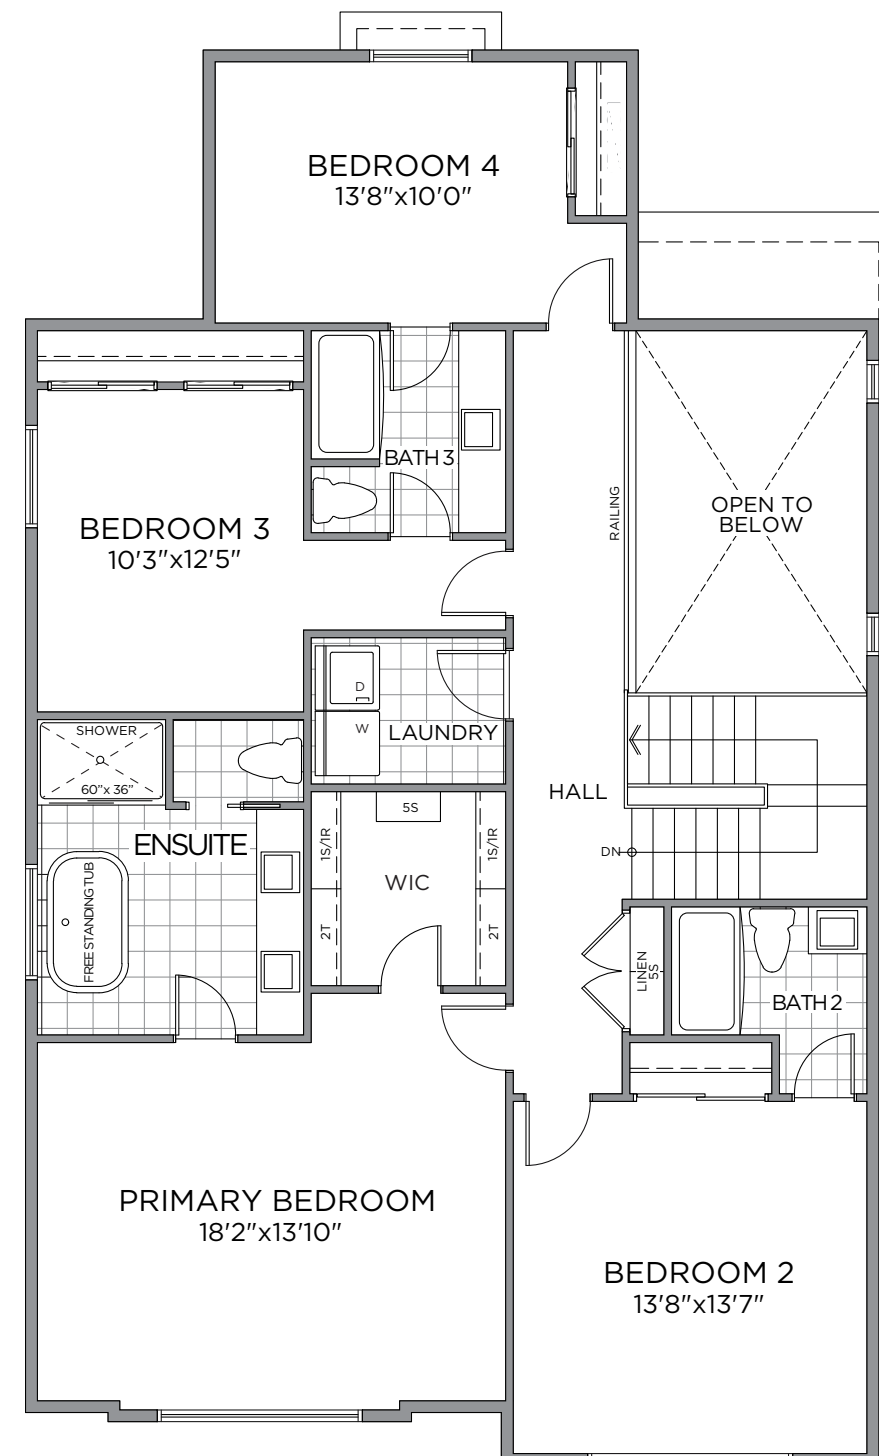 BEDROOM 4
13'8"x10'0"
BATH 3
BEDROOM 3
10'3"x12'5"
RAILING
OPEN TO
BELOW
D
W
LAUNDRY
SHOWER
60"x 36"
HALL
DN
ENSUITE
FREE STANDING TUB
1S/1R
2T
5S
WIC
1S/1R
2T
LINEN
5S
BATH 2
PRIMARY BEDROOM
18'2"x13'10"
BEDROOM 2
13'8"x13'7"